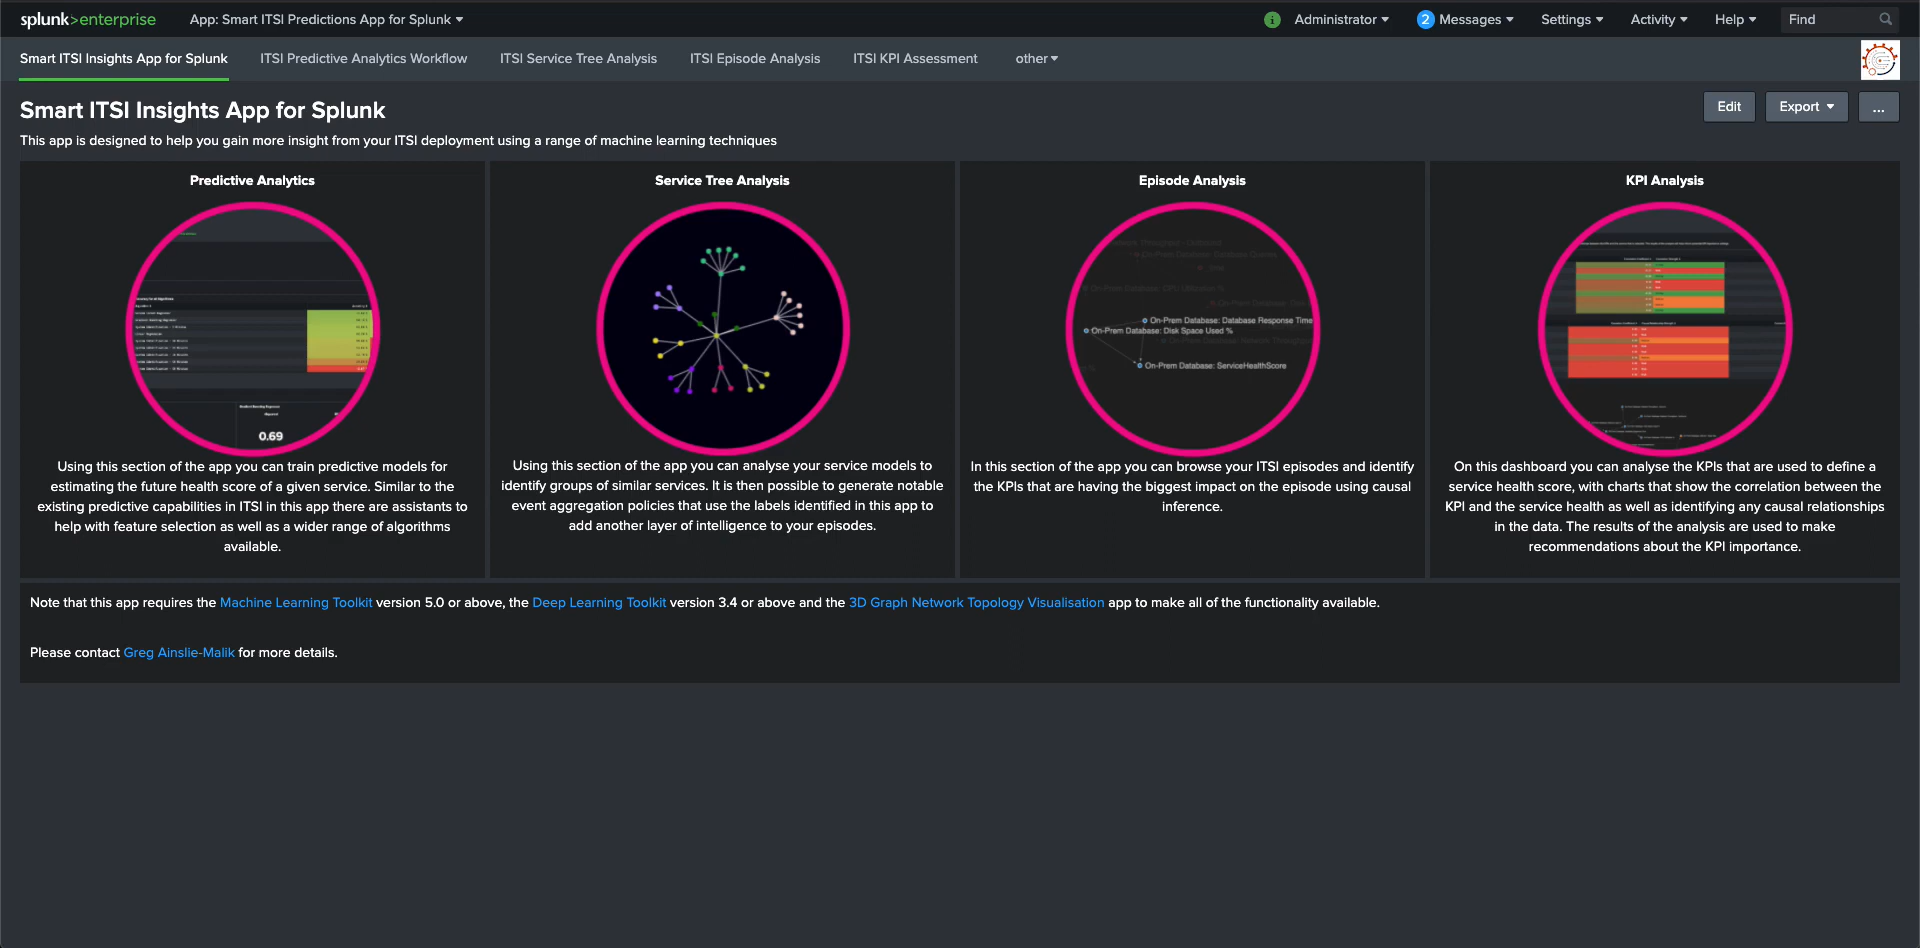 splunk>enterprise App: Smart ITSI Predictions App for Splunk i Administrator 2 Messages Settings Activity Help Find
Smart ITSI Insights App for Splunk ITSI Predictive Analytics Workflow ITSI Service Tree Analysis ITSI Episode Analysis ITSI KPI Assessment other
Smart ITSI Insights App for Splunk
Edit Export ...
This app is designed to help you gain more insight from your ITSI deployment using a range of machine learning techniques
Predictive Analytics
0.69
Using this section of the app you can train predictive models for
estimating the future health score of a given service. Similar to the
existing predictive capabilities in ITSI in this app there are assistants to
help with feature selection as well as a wider range of algorithms
available.
Service Tree Analysis
Using this section of the app you can analyse your service models to
identify groups of similar services. It is then possible to generate notable
event aggregation policies that use the labels identified in this app to
add another layer of intelligence to your episodes.
Episode Analysis
On-Prem Database: Database Response Time
On-Prem Database: Disk Space Used %
On-Prem Database: ServiceHealthScore
In this section of the app you can browse your ITSI episodes and identify
the KPIs that are having the biggest impact on the episode using causal
inference.
KPI Analysis
On this dashboard you can analyse the KPIs that are used to define a
service health score, with charts that show the correlation between the
KPI and the service health as well as identifying any causal relationships
in the data. The results of the analysis are used to make
recommendations about the KPI importance.
Note that this app requires the Machine Learning Toolkit version 5.0 or above, the Deep Learning Toolkit version 3.4 or above and the 3D Graph Network Topology Visualisation app to make all of the functionality available.
Please contact Greg Ainslie-Malik for more details.